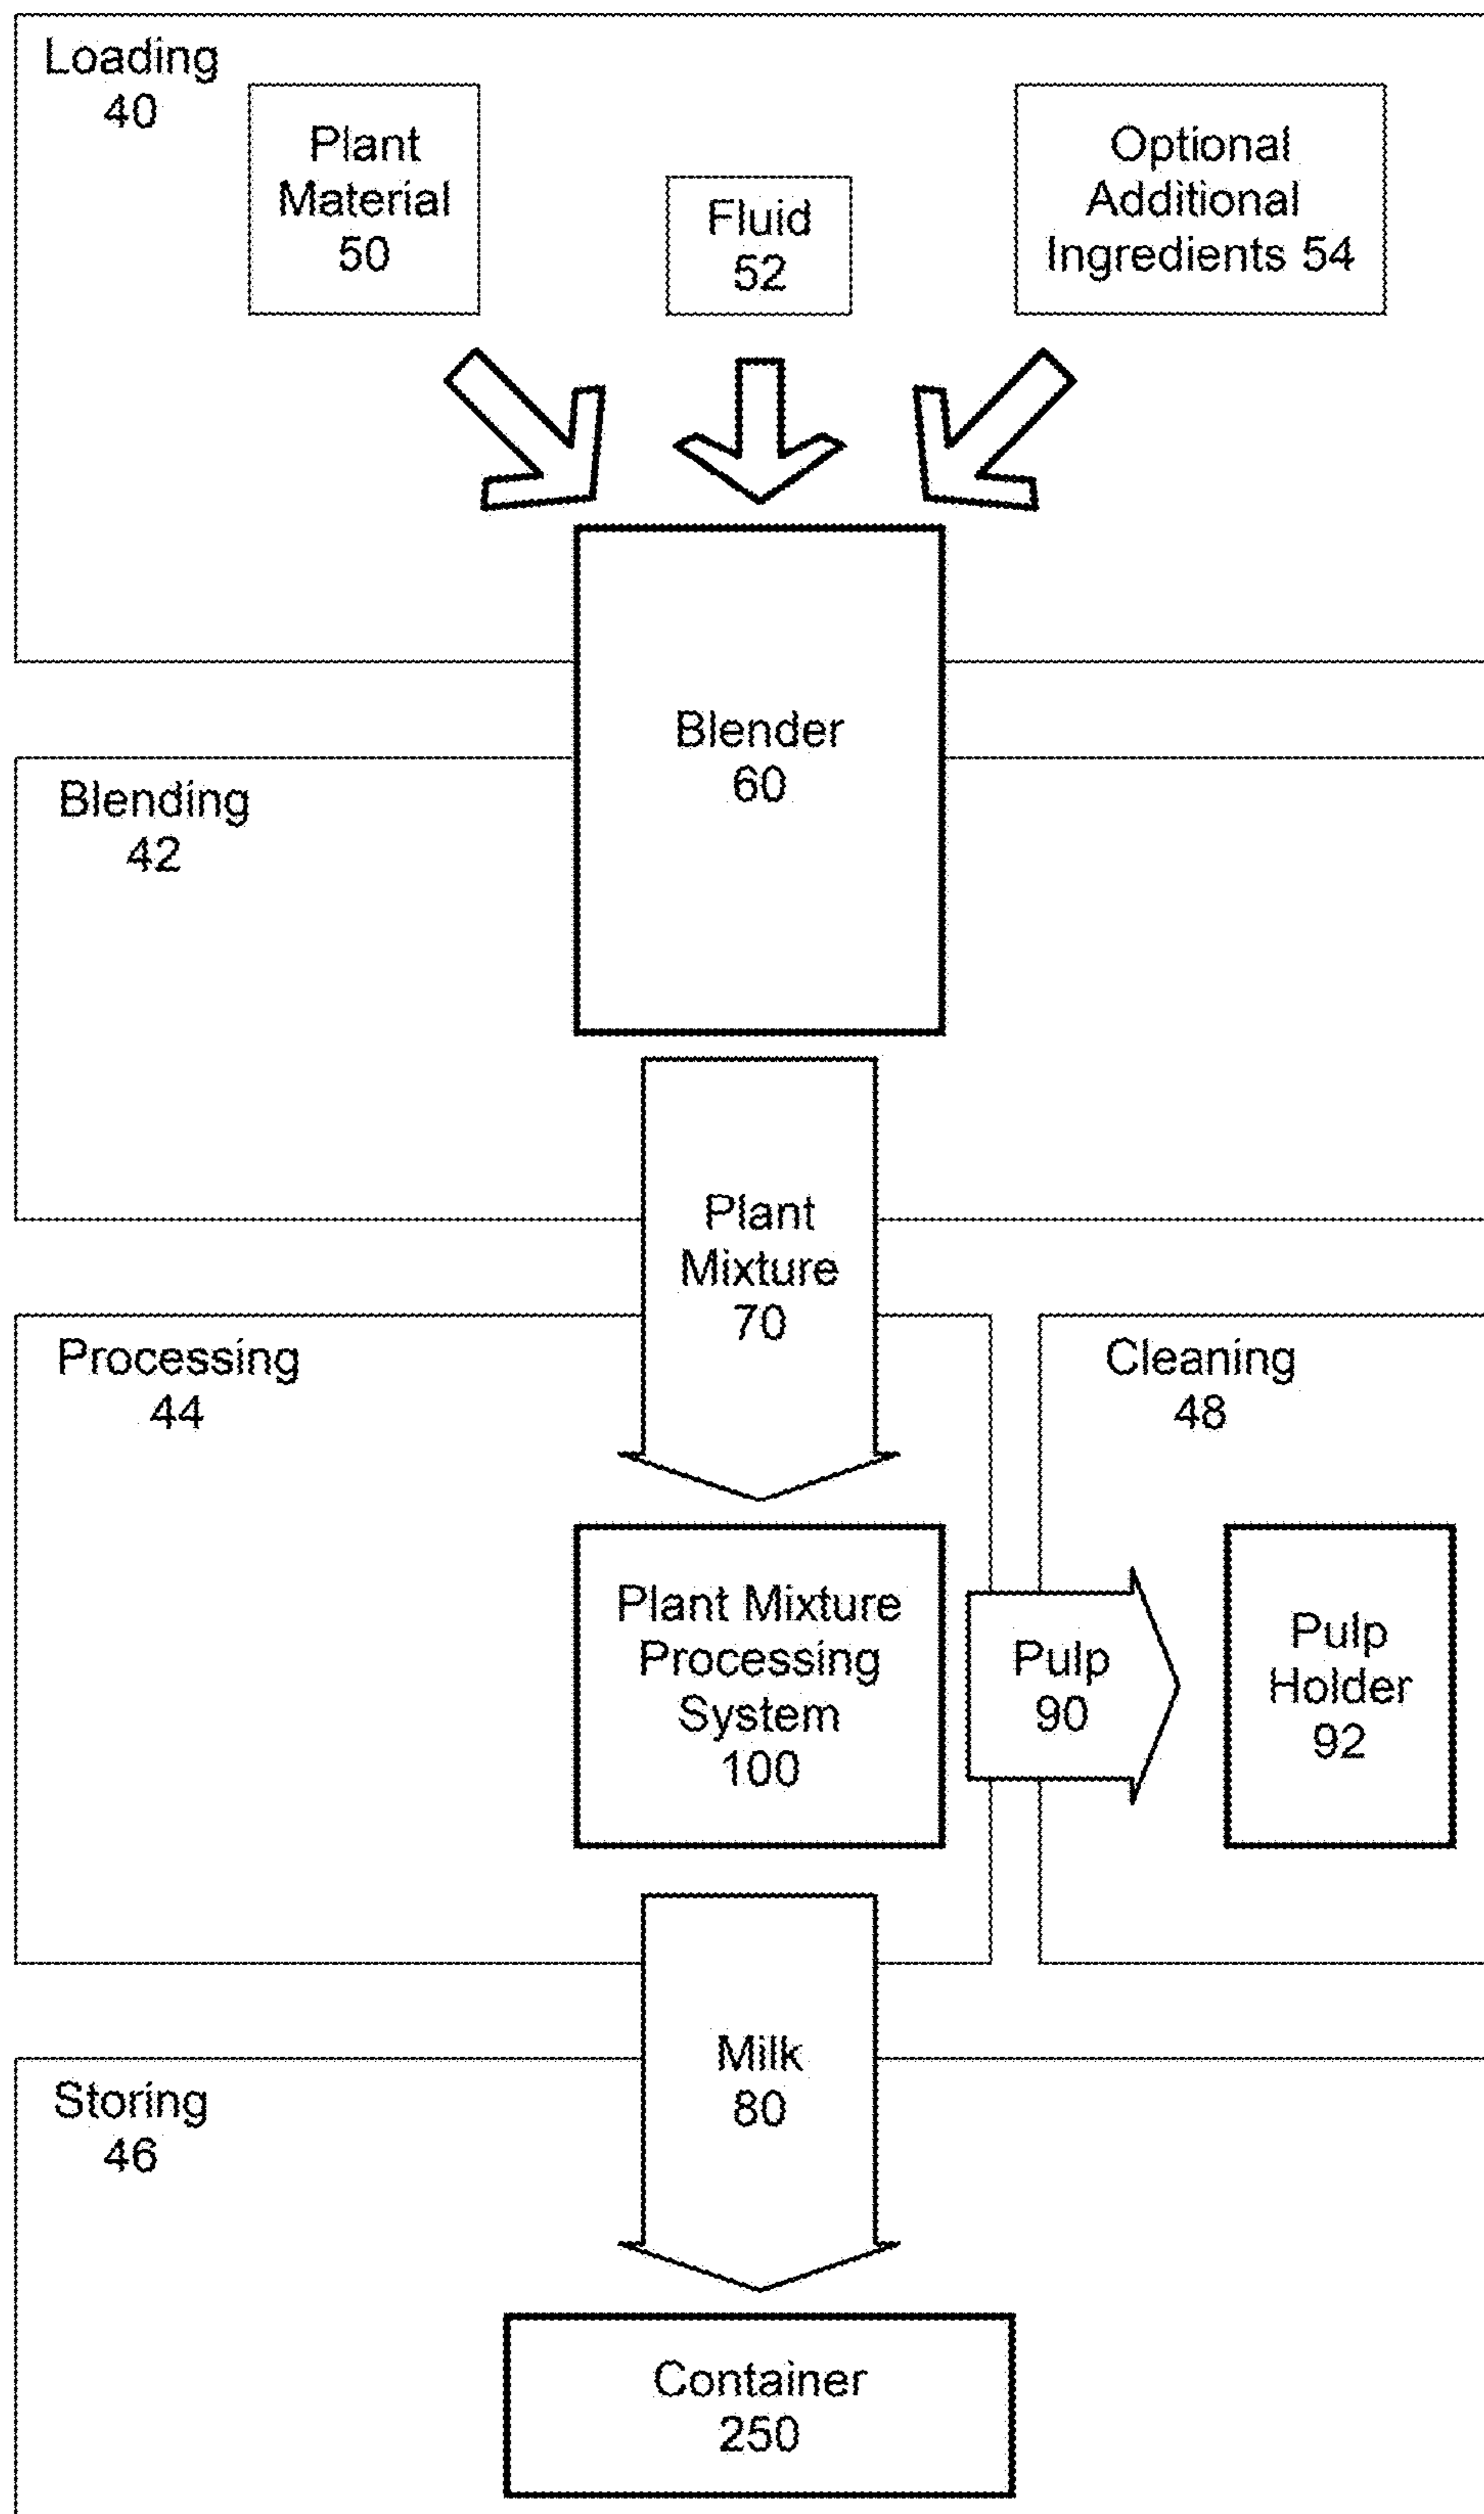 Loading
40
Plant
Material
50
Fluid
52
Optional
Additional
Ingredients 54
Blender
60
Blending
42
Plant
Mixture
70
Processing
44
Cleaning
48
Plant Mixture
Processing
System
100
Pulp
90
Pulp
Holder
92
Milk
80
Storing
46
Container
250